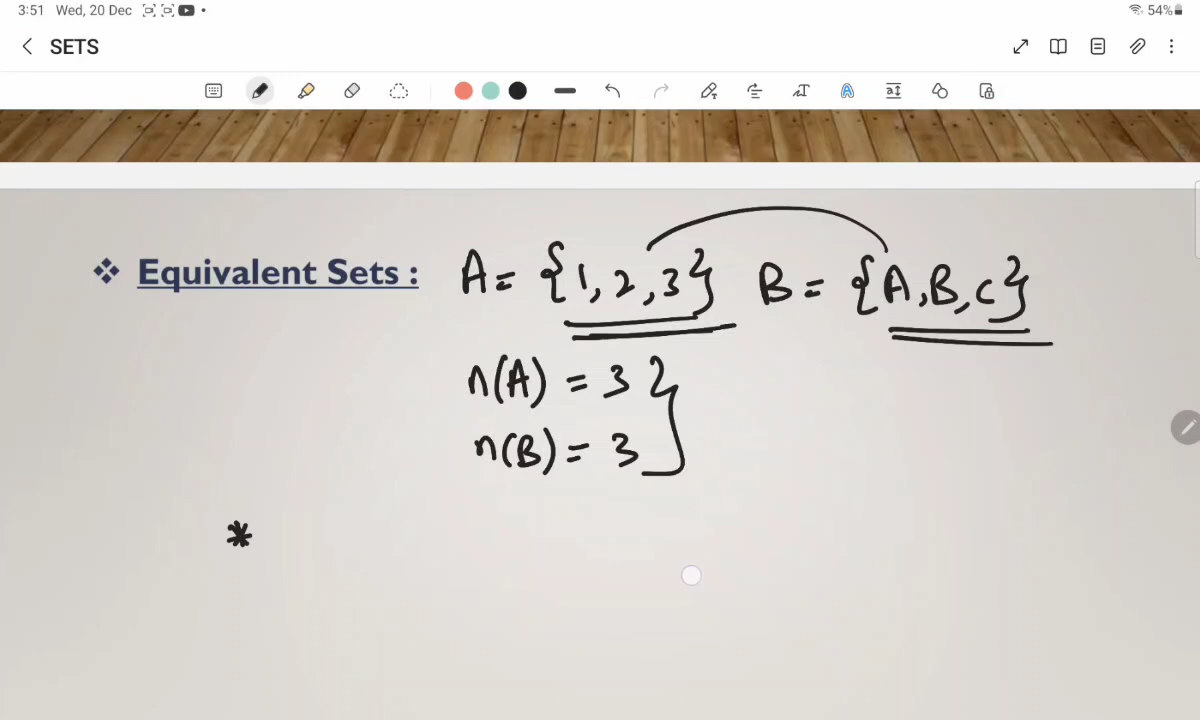 3:51 Wed, 20 Dec 54%
SETS
❖ Equivalent Sets : A = {1, 2, 3} B = {A, B, c}
n(A) = 3 }
n(B) = 3
*